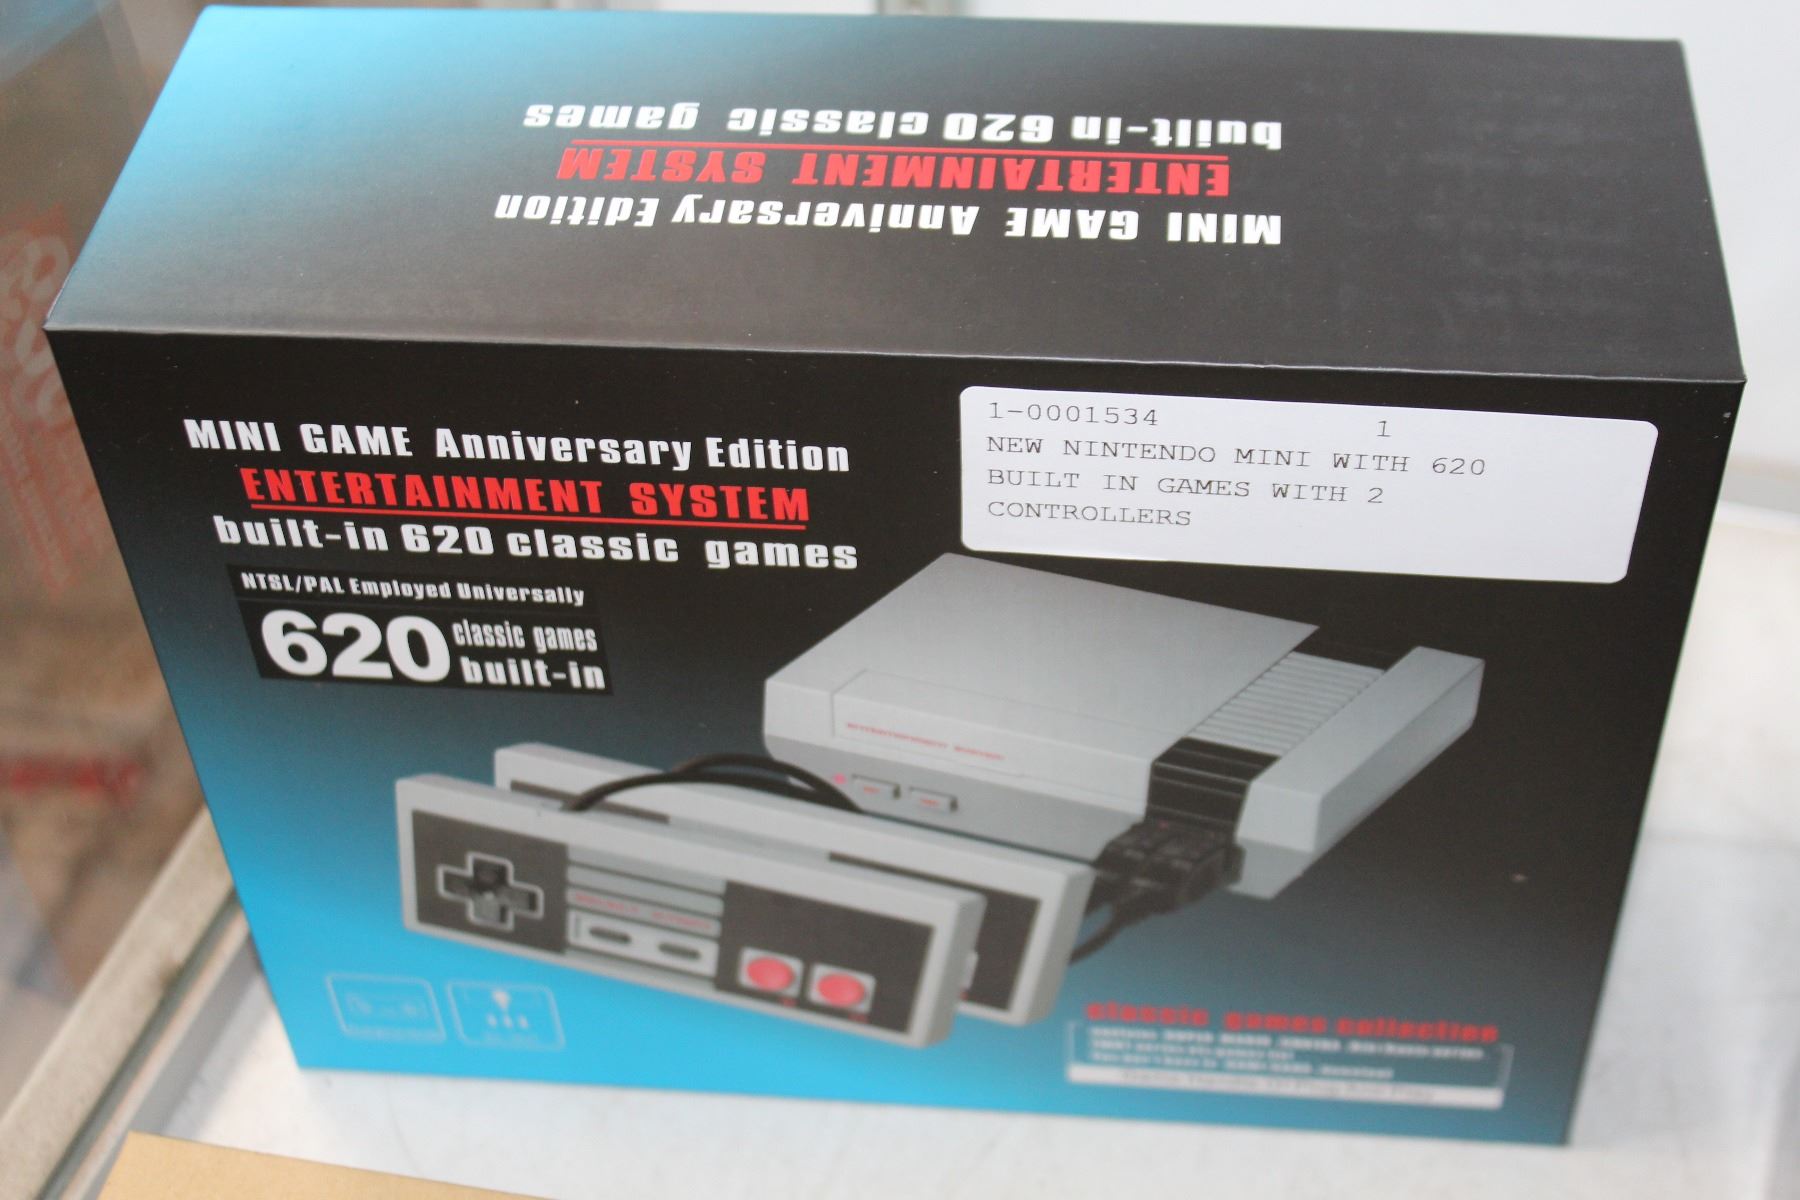 MINI GAME Anniversary Edition
ENTERTAINMENT SYSTEM
built-in 620 classic games
MINI GAME Anniversary Edition
ENTERTAINMENT SYSTEM
built-in 620 classic games
NTSL/PAL Employed Universally
620 classic games
built-in
1-0001534 1
NEW NINTENDO MINI WITH 620
BUILT IN GAMES WITH 2
CONTROLLERS
ENTERTAINMENT SYSTEM
classic games collection